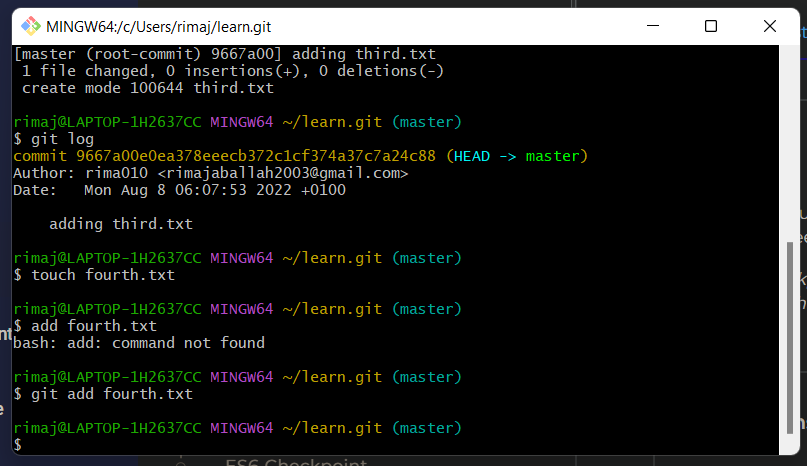 MINGW64:/c/Users/rimaj/learn.git
[master (root-commit) 9667a00] adding third.txt
 1 file changed, 0 insertions(+), 0 deletions(-)
 create mode 100644 third.txt
rimaj@LAPTOP-1H2637CC MINGW64 ~/learn.git (master)
$ git log
commit 9667a00e0ea378eeecb372c1cf374a37c7a24c88 (HEAD -> master)
Author: rima010 <rimajaballah2003@gmail.com>
Date:   Mon Aug 8 06:07:53 2022 +0100
    adding third.txt
rimaj@LAPTOP-1H2637CC MINGW64 ~/learn.git (master)
$ touch fourth.txt
rimaj@LAPTOP-1H2637CC MINGW64 ~/learn.git (master)
$ add fourth.txt
bash: add: command not found
rimaj@LAPTOP-1H2637CC MINGW64 ~/learn.git (master)
$ git add fourth.txt
rimaj@LAPTOP-1H2637CC MINGW64 ~/learn.git (master)
$
ES6 Checkpoint